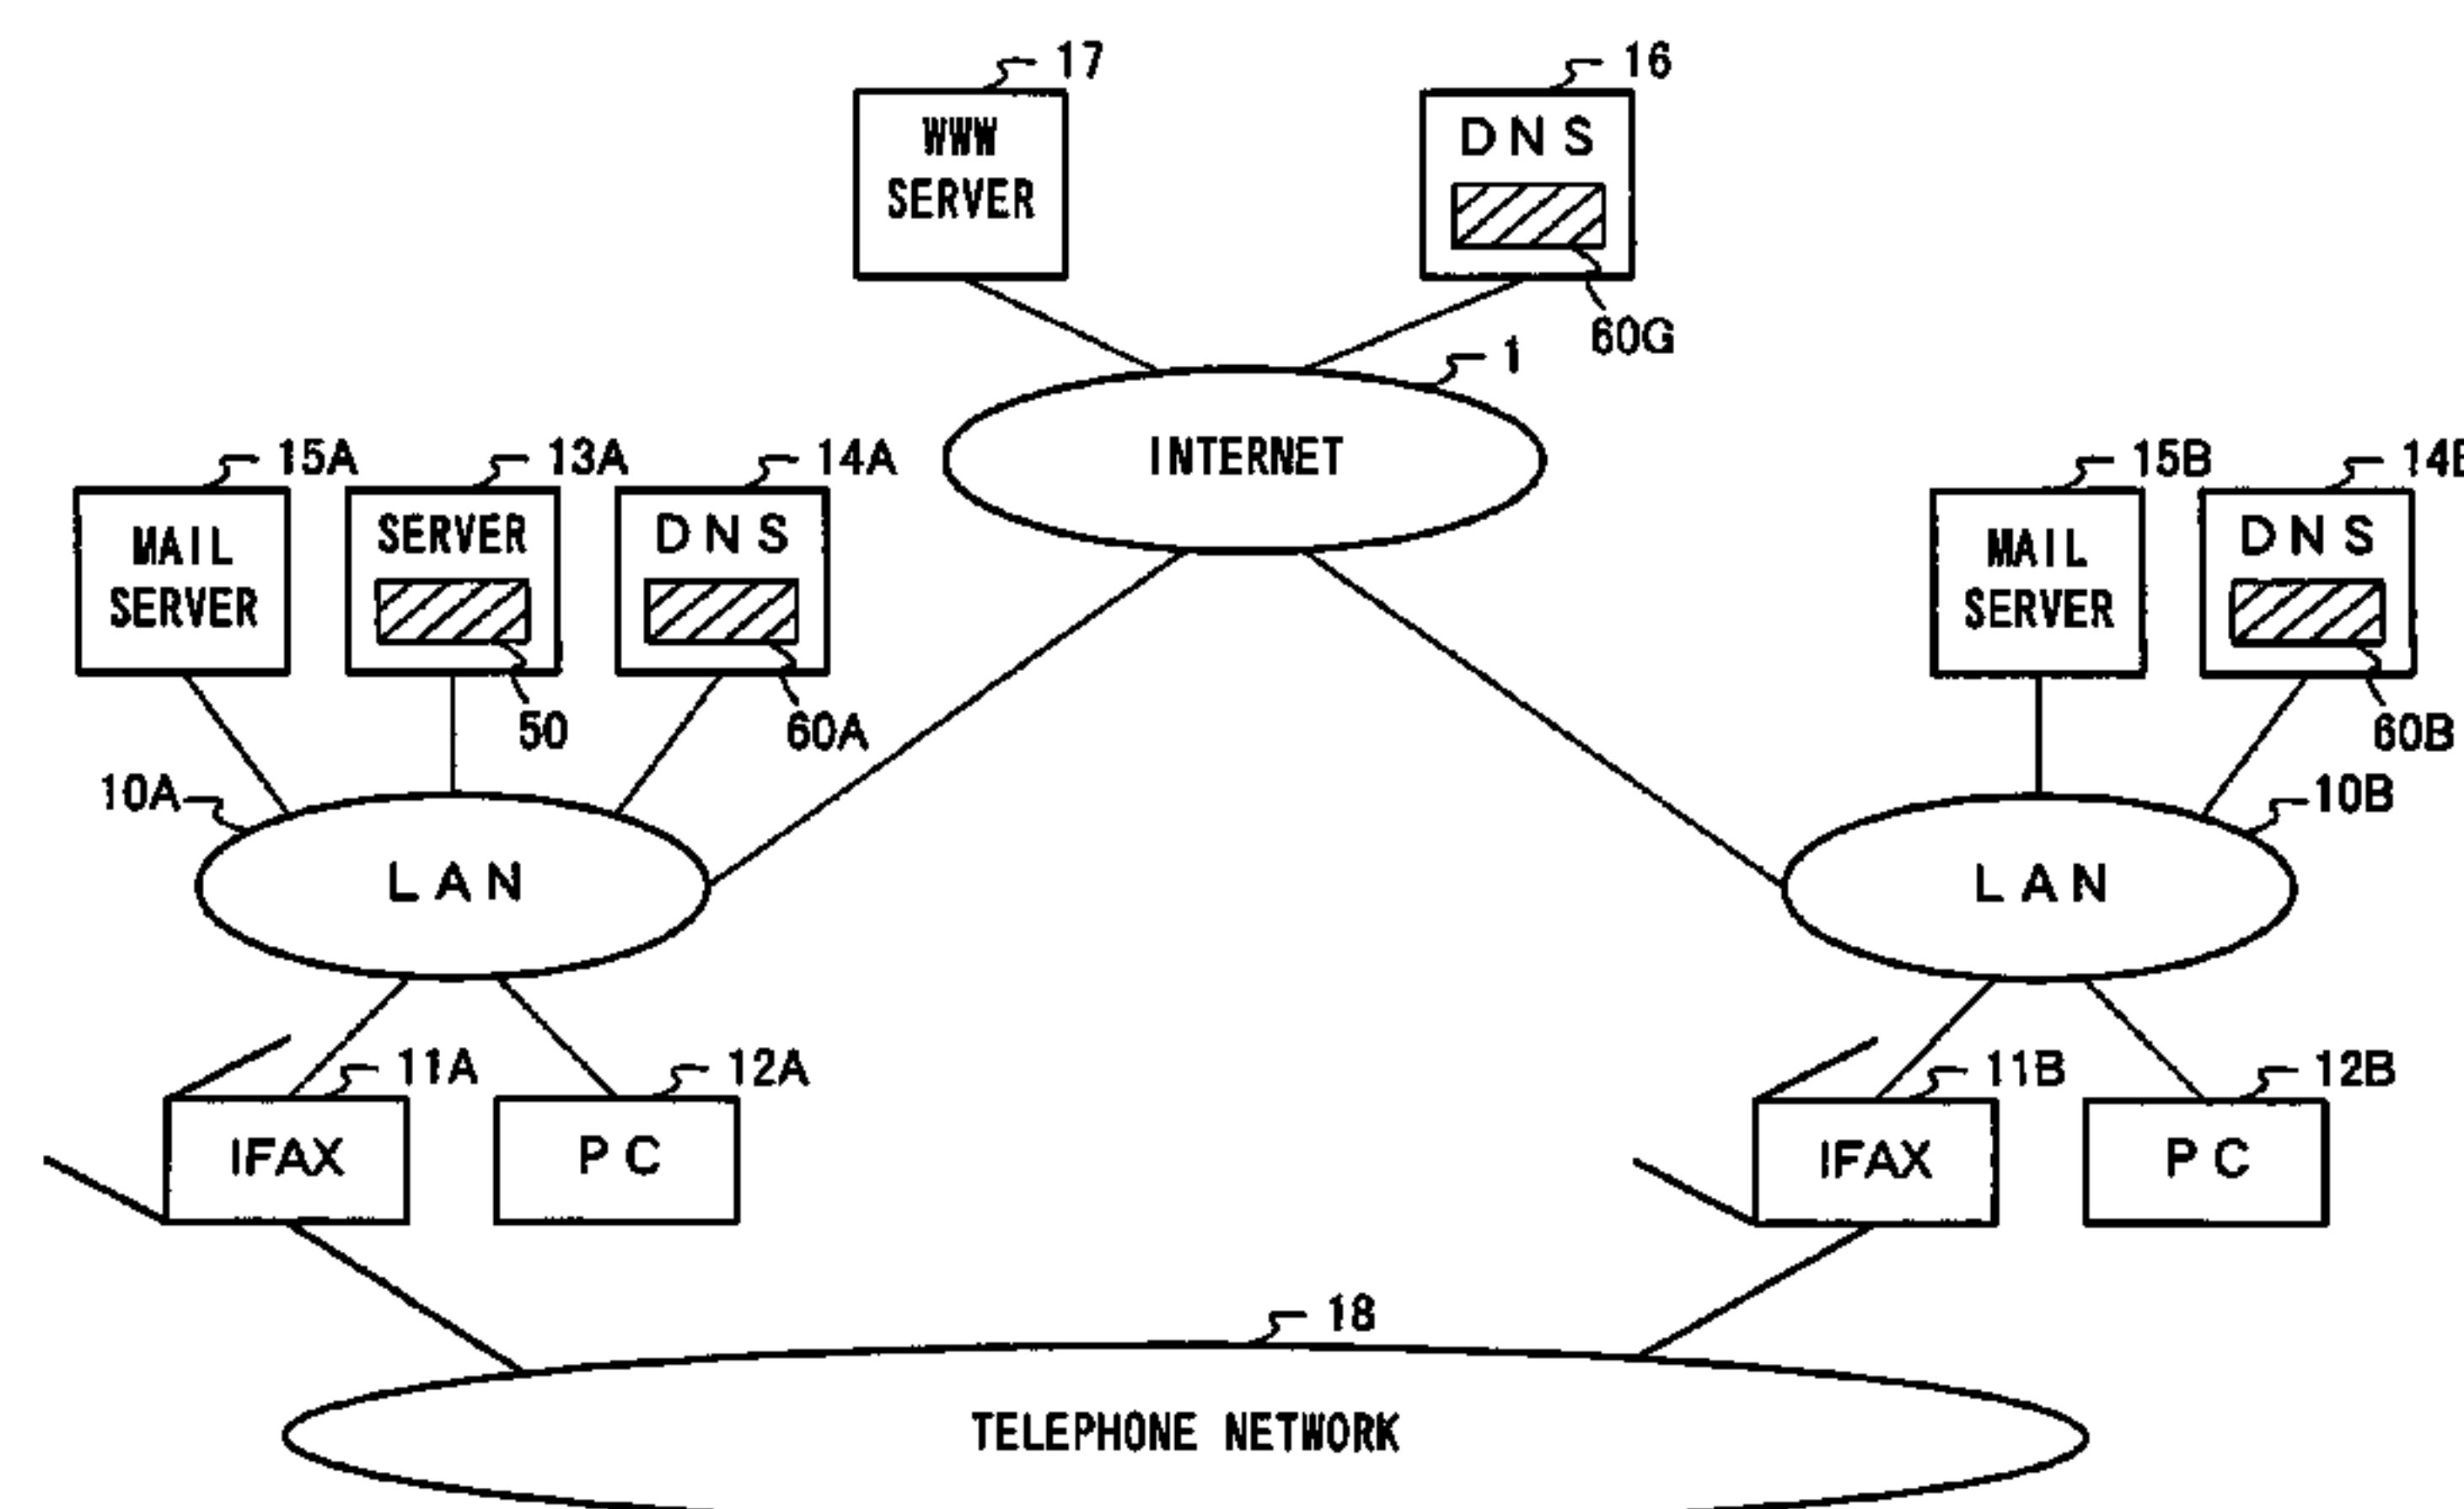 17
16
WWW
SERVER
DNS
60G
1
INTERNET
15A
13A
14A
15B
14B
MAIL
SERVER
SERVER
DNS
MAIL
SERVER
DNS
50
60A
60B
10A
10B
LAN
LAN
11A
12A
11B
12B
IFAX
PC
IFAX
PC
18
TELEPHONE NETWORK